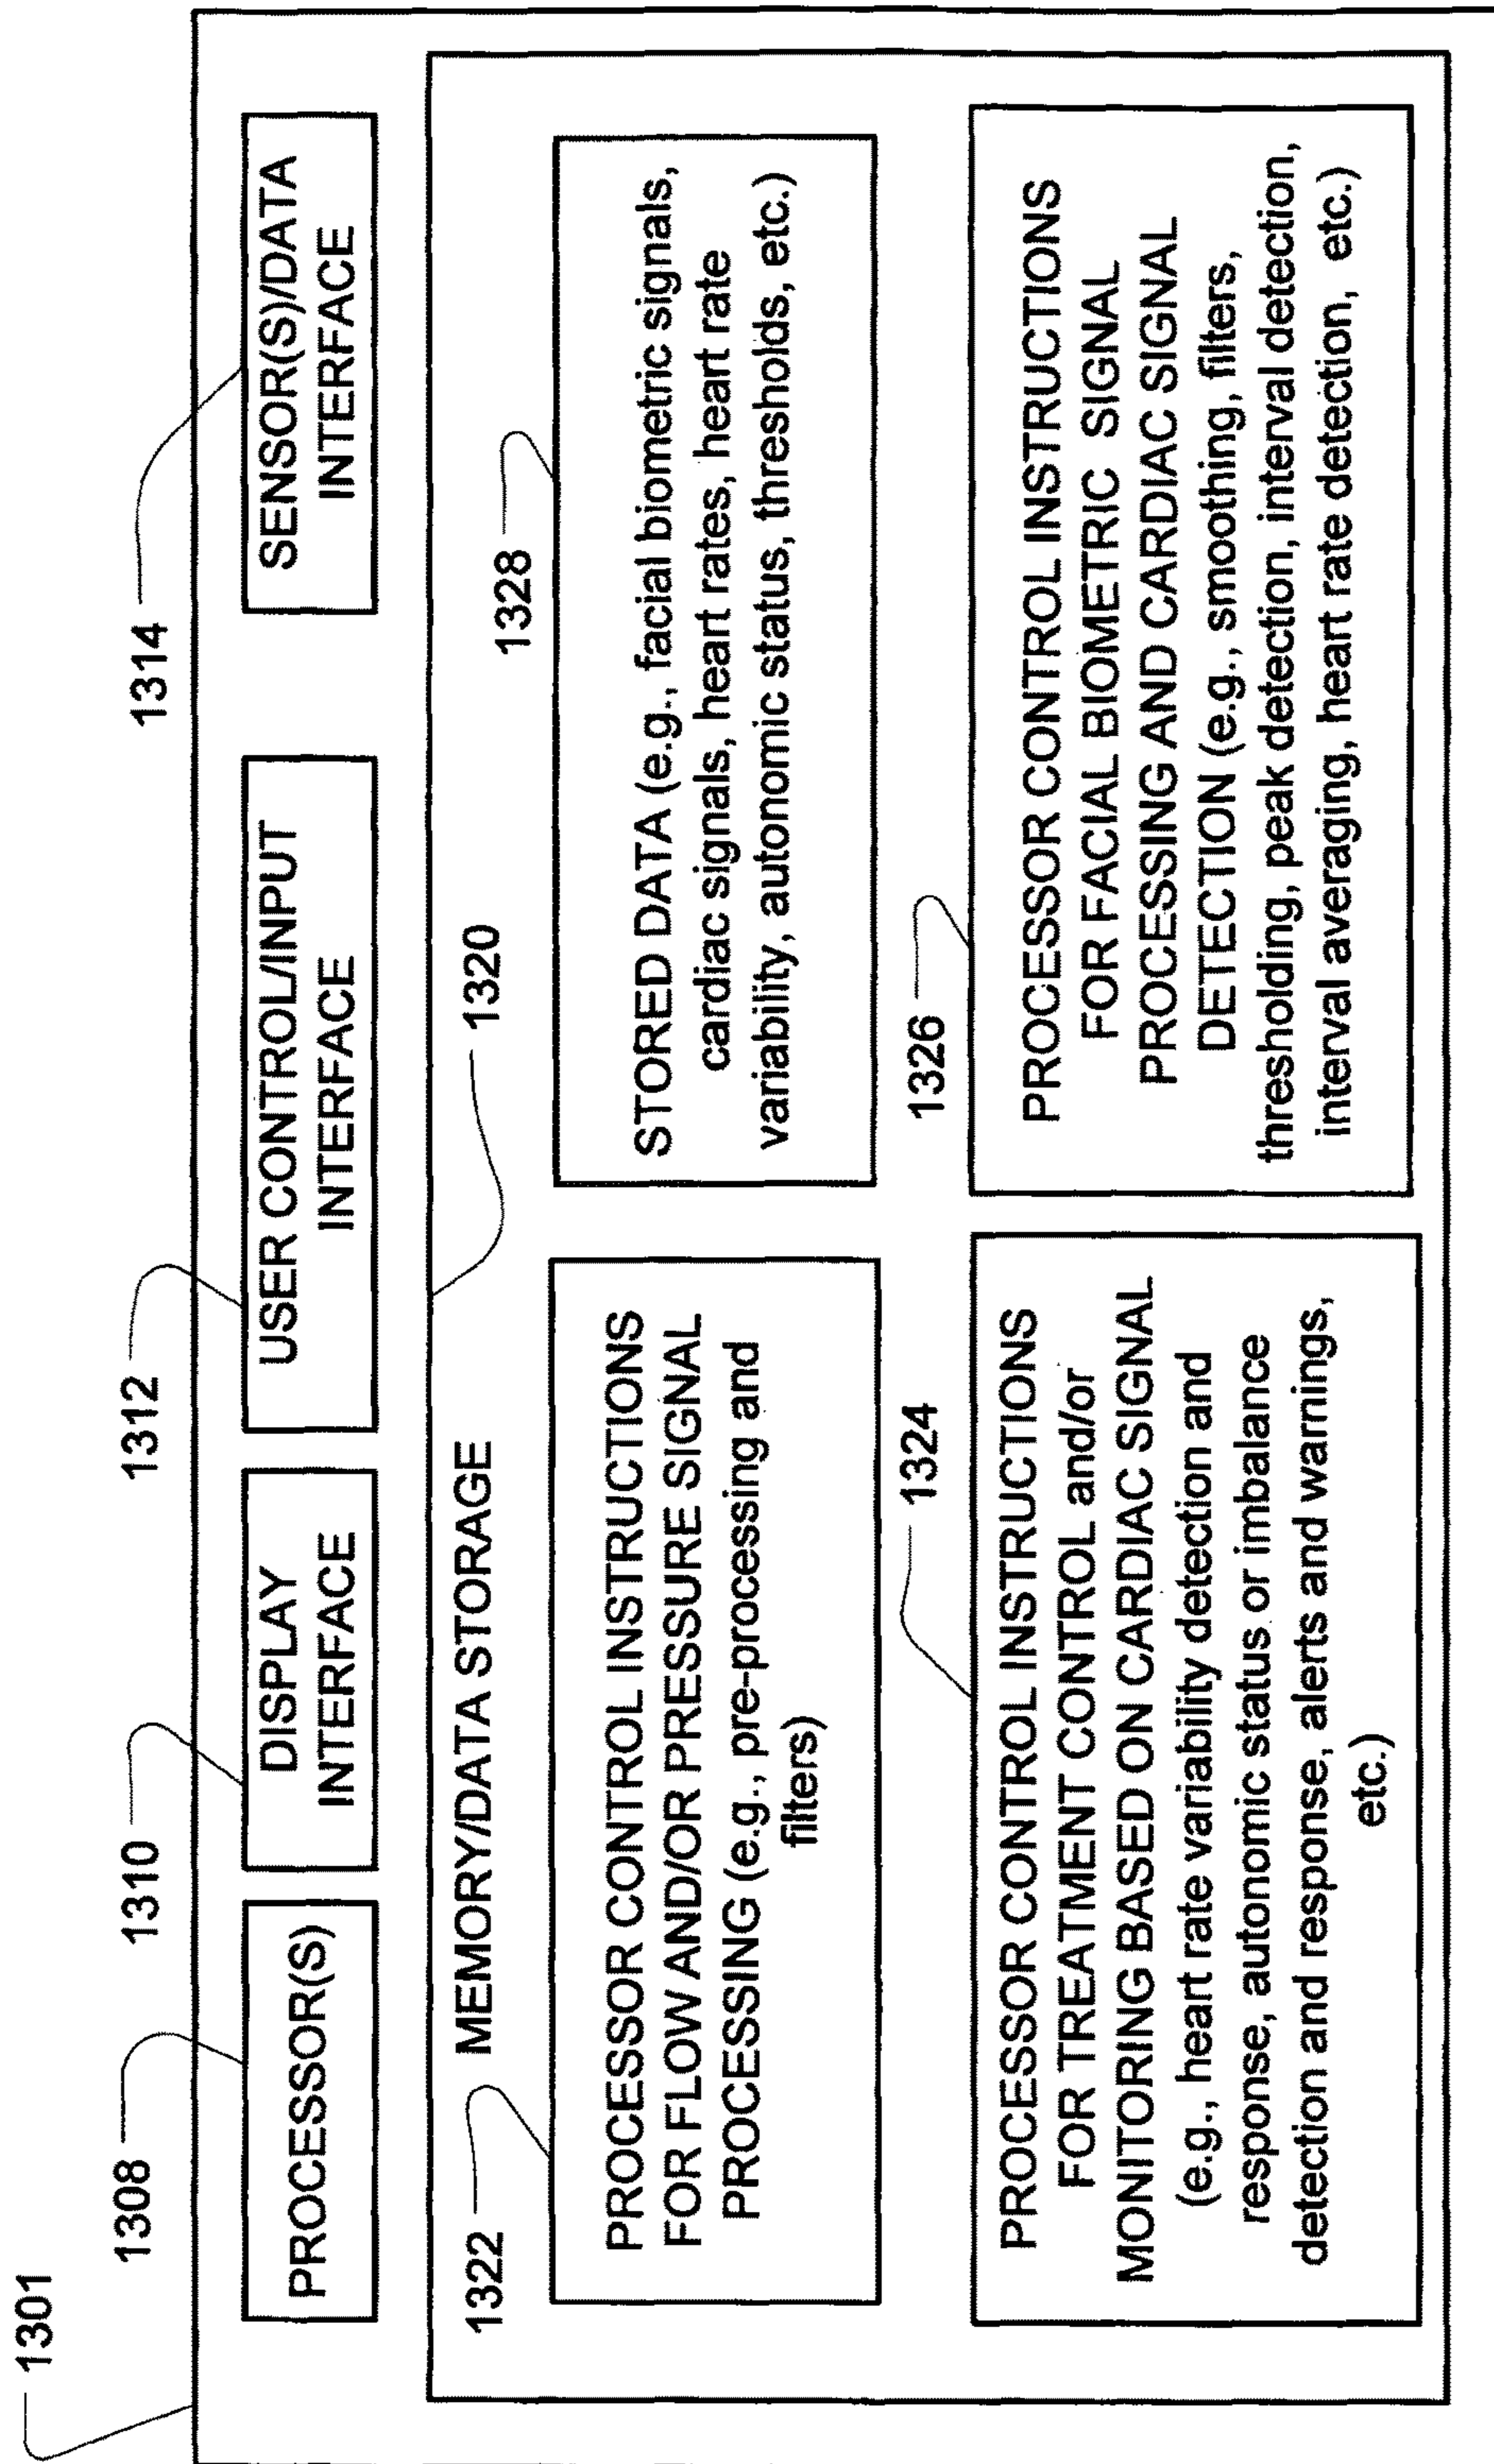 1301
1308
PROCESSOR(S)
1310
DISPLAY
INTERFACE
1312
USER CONTROL/INPUT
INTERFACE
1314
SENSOR(S)/DATA
INTERFACE
MEMORY/DATA STORAGE
1320
1322
PROCESSOR CONTROL INSTRUCTIONS
FOR FLOW AND/OR PRESSURE SIGNAL
PROCESSING (e.g., pre-processing and
filters)
1328
STORED DATA (e.g., facial biometric signals,
cardiac signals, heart rates, heart rate
variability, autonomic status, thresholds, etc.)
1324
PROCESSOR CONTROL INSTRUCTIONS
FOR TREATMENT CONTROL and/or
MONITORING BASED ON CARDIAC SIGNAL
(e.g., heart rate variability detection and
response, autonomic status or imbalance
detection and response, alerts and warnings,
etc.)
1326
PROCESSOR CONTROL INSTRUCTIONS
FOR FACIAL BIOMETRIC SIGNAL
PROCESSING AND CARDIAC SIGNAL
DETECTION (e.g., smoothing, filters,
thresholding, peak detection, interval detection,
interval averaging, heart rate detection, etc.)